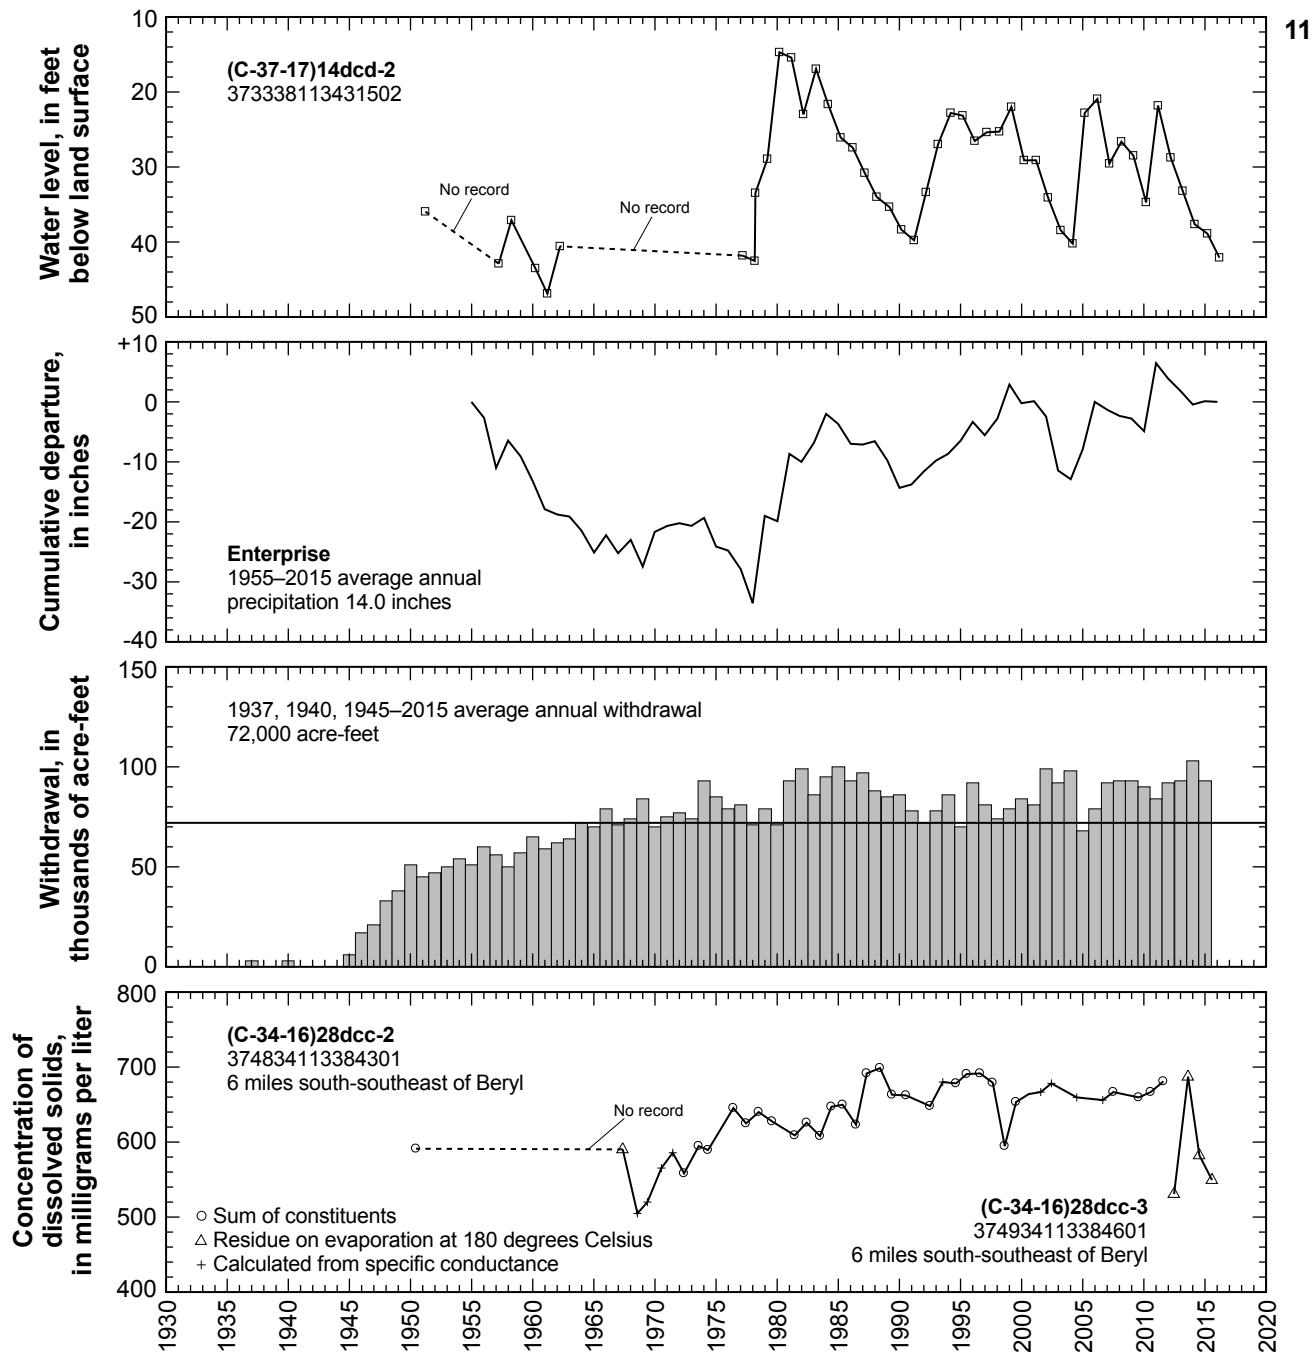 11
Water level, in feet
below land surface
10
20
30
40
50
(C-37-17)14dcd-2
373338113431502
No record
No record
Cumulative departure,
in inches
+10
0
-10
-20
-30
-40
Enterprise
1955–2015 average annual
precipitation 14.0 inches
Withdrawal, in
thousands of acre-feet
150
100
50
0
1937, 1940, 1945–2015 average annual withdrawal
72,000 acre-feet
Concentration of
dissolved solids,
in milligrams per liter
800
700
600
500
400
(C-34-16)28dcc-2
374834113384301
6 miles south-southeast of Beryl
No record
(C-34-16)28dcc-3
374934113384601
6 miles south-southeast of Beryl
Sum of constituents
Residue on evaporation at 180 degrees Celsius
Calculated from specific conductance
1930
1935
1940
1945
1950
1955
1960
1965
1970
1975
1980
1985
1990
1995
2000
2005
2010
2015
2020